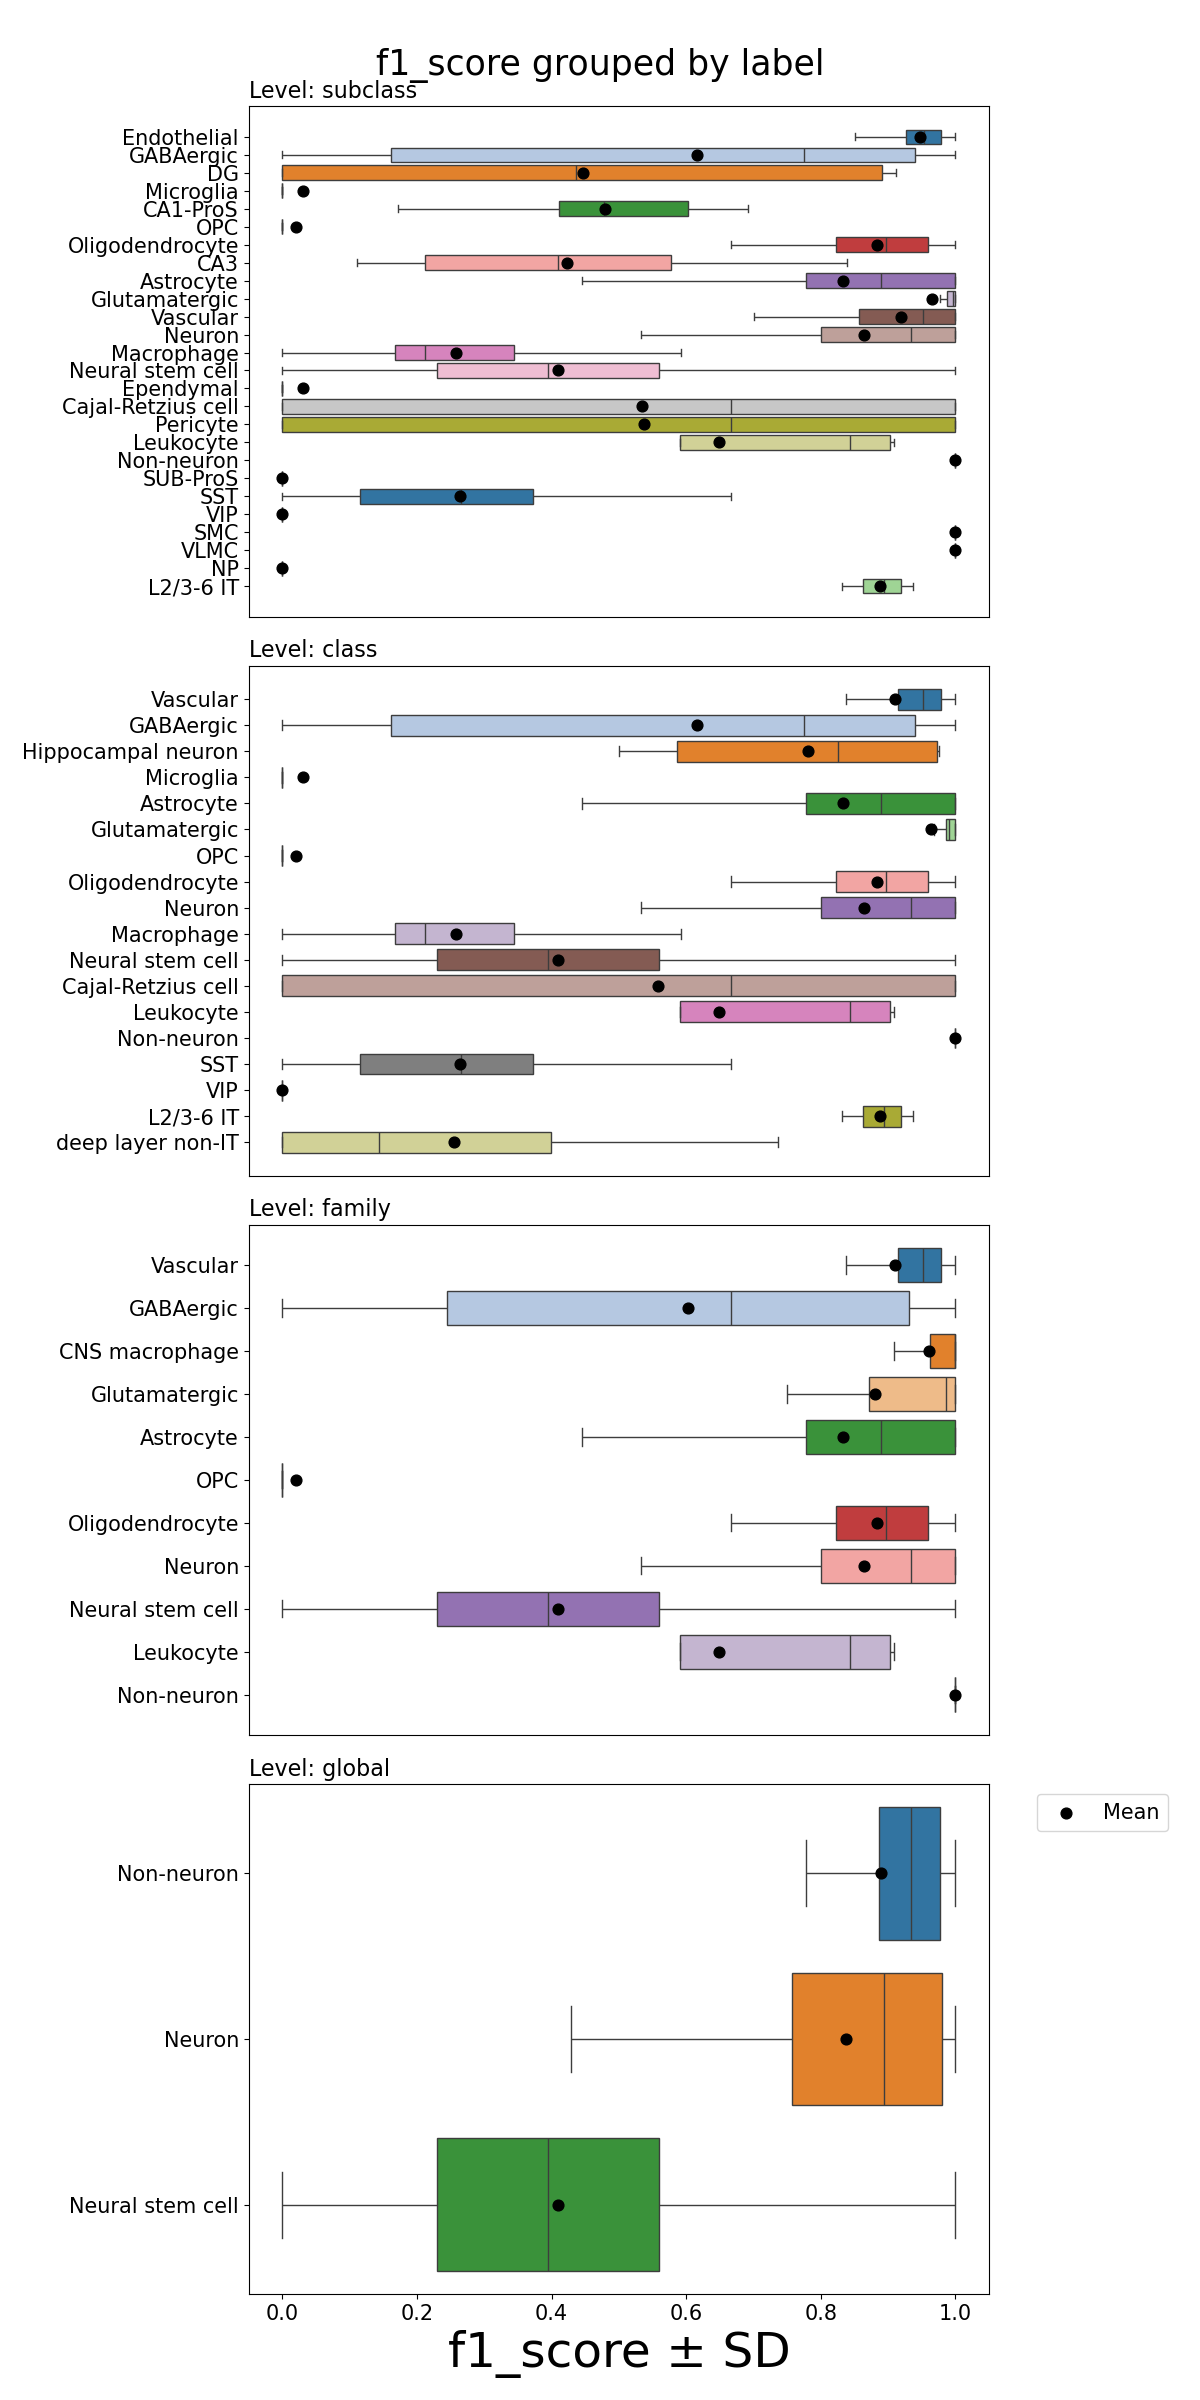 f1_score grouped by label
Level: subclass
Endothelial
GABAergic
DG
Microglia
CA1-ProS
OPC
Oligodendrocyte
CA3
Astrocyte
Glutamatergic
Vascular
Neuron
Macrophage
Neural stem cell
Ependymal
Cajal-Retzius cell
Pericyte
Leukocyte
Non-neuron
SUB-ProS
SST
VIP
SMC
VLMC
NP
L2/3-6 IT
Level: class
Vascular
GABAergic
Hippocampal neuron
Microglia
Astrocyte
Glutamatergic
OPC
Oligodendrocyte
Neuron
Macrophage
Neural stem cell
Cajal-Retzius cell
Leukocyte
Non-neuron
SST
VIP
L2/3-6 IT
deep layer non-IT
Level: family
Vascular
GABAergic
CNS macrophage
Glutamatergic
Astrocyte
OPC
Oligodendrocyte
Neuron
Neural stem cell
Leukocyte
Non-neuron
Level: global
Mean
Non-neuron
Neuron
Neural stem cell
0.0 0.2 0.4 0.6 0.8 1.0
f1_score ± SD